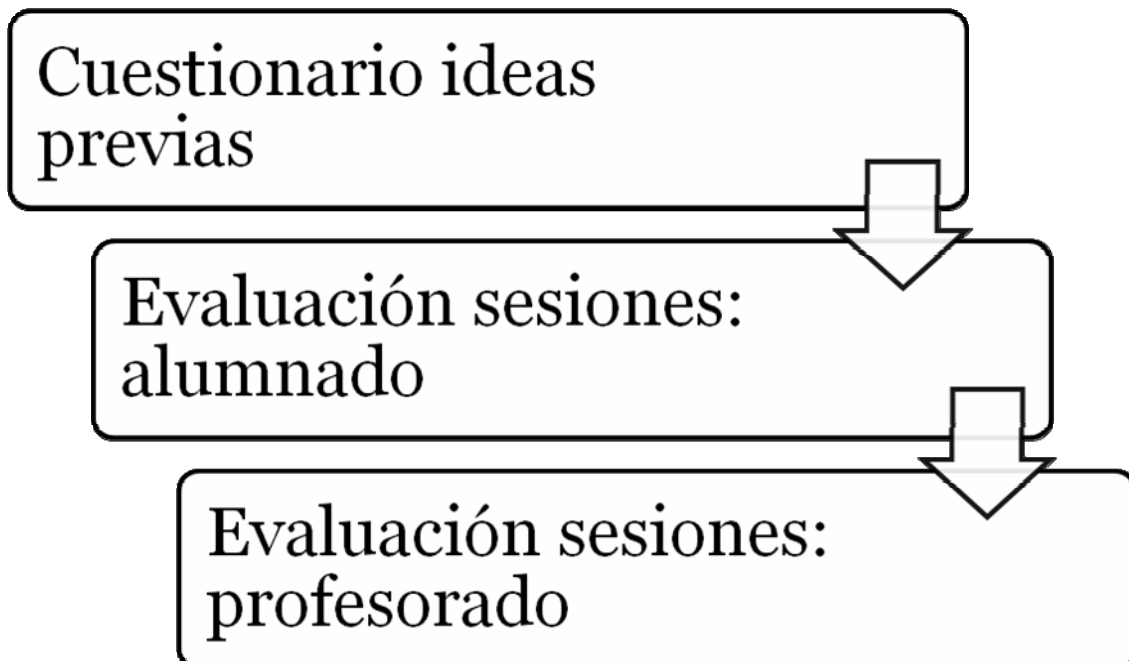 Cuestionario ideas
previas
Evaluación sesiones:
alumnado
Evaluación sesiones:
profesorado